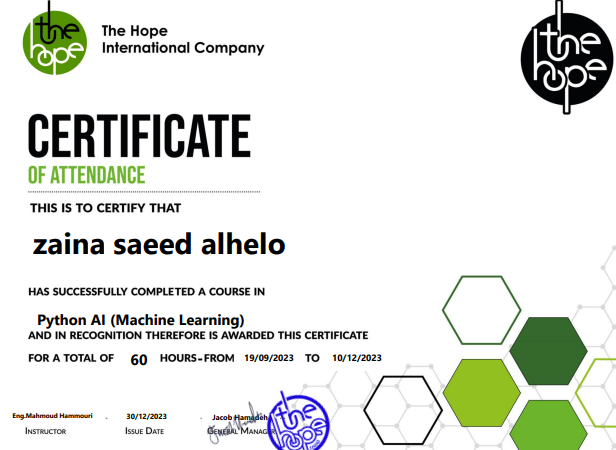 the hope
The Hope
International Company
the hope
CERTIFICATE
OF ATTENDANCE
THIS IS TO CERTIFY THAT
zaina saeed alhelo
HAS SUCCESSFULLY COMPLETED A COURSE IN
Python AI (Machine Learning)
AND IN RECOGNITION THEREFORE IS AWARDED THIS CERTIFICATE
FOR A TOTAL OF 60 HOURS-FROM 19/09/2023 TO 10/12/2023
Eng.Mahmoud Hammouri . 30/12/2023 . Jacob Hamadeh
INSTRUCTOR ISSUE DATE GENERAL MANAGER
the hope